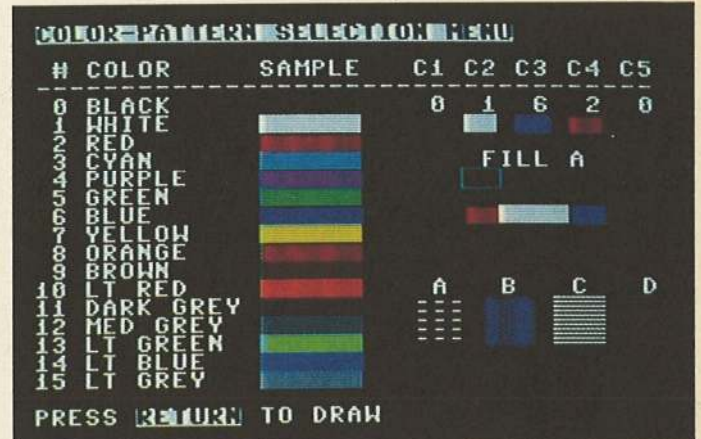 COLOR-PATTERN SELECTION MENU
# COLOR SAMPLE C1 C2 C3 C4 C5
0 BLACK 0 1 6 2 0
1 WHITE
2 RED
3 CYAN FILL A
4 PURPLE
5 GREEN
6 BLUE
7 YELLOW
8 ORANGE
9 BROWN
10 LT RED A B C D
11 DARK GREY
12 MED GREY
13 LT GREEN
14 LT BLUE
15 LT GREY
PRESS RETURN TO DRAW